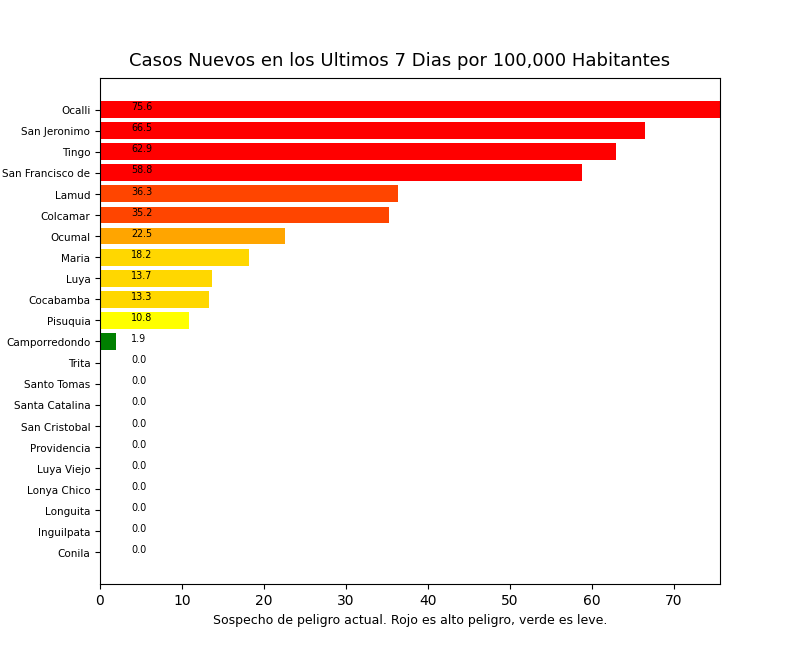 Casos Nuevos en los Ultimos 7 Dias por 100,000 Habitantes
Ocalli 75.6
San Jeronimo 66.5
Tingo 62.9
San Francisco de 58.8
Lamud 36.3
Colcamar 35.2
Ocumal 22.5
Maria 18.2
Luya 13.7
Cocabamba 13.3
Pisuquia 10.8
Camporredondo 1.9
Trita 0.0
Santo Tomas 0.0
Santa Catalina 0.0
San Cristobal 0.0
Providencia 0.0
Luya Viejo 0.0
Lonya Chico 0.0
Longuita 0.0
Inguilpata 0.0
Conila 0.0
0 10 20 30 40 50 60 70
Sospecho de peligro actual. Rojo es alto peligro, verde es leve.